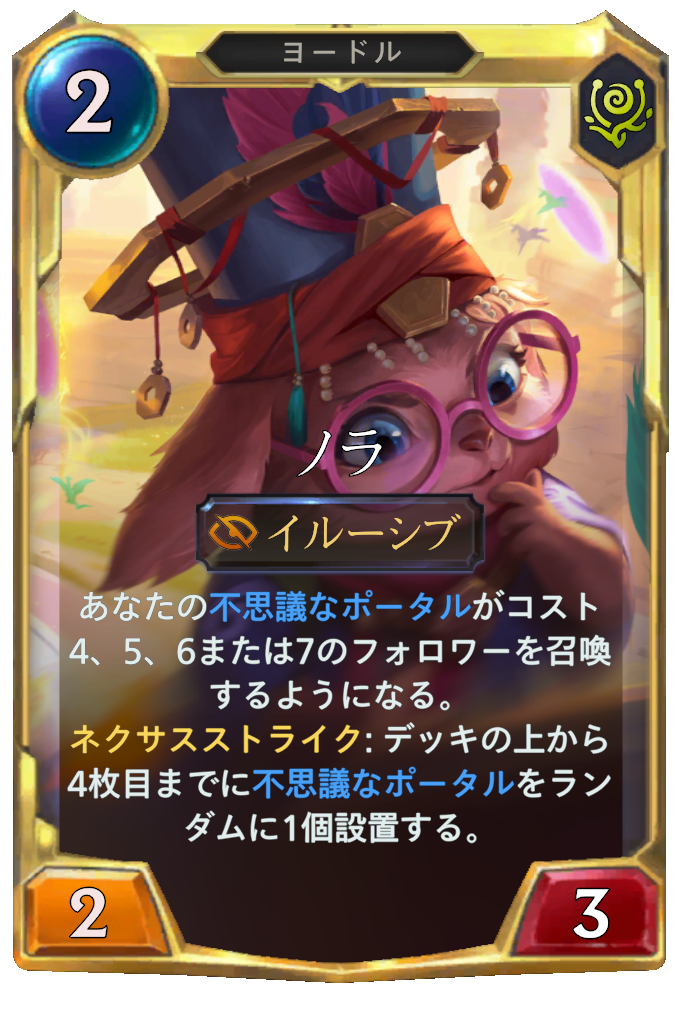 ヨードル
2
ノラ
イルーシブ
あなたの不思議なポータルがコスト
4、5、6または7のフォロワーを召喚
するようになる。
ネクサスストライク: デッキの上から
4枚目までに不思議なポータルをラン
ダムに1個設置する。
2
3